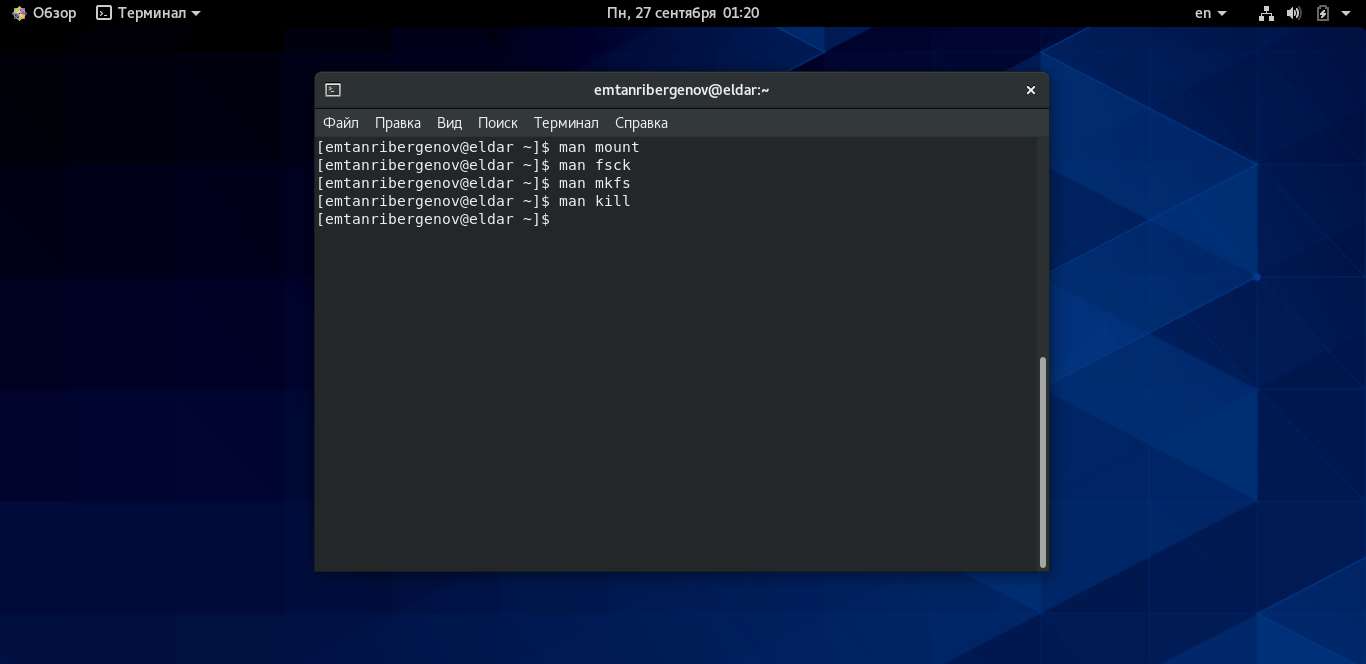 Обзор Терминал Пн, 27 сентября 01:20 en
emtanribergenov@eldar:~
Файл Правка Вид Поиск Терминал Справка
[emtanribergenov@eldar ~]$ man mount
[emtanribergenov@eldar ~]$ man fsck
[emtanribergenov@eldar ~]$ man mkfs
[emtanribergenov@eldar ~]$ man kill
[emtanribergenov@eldar ~]$